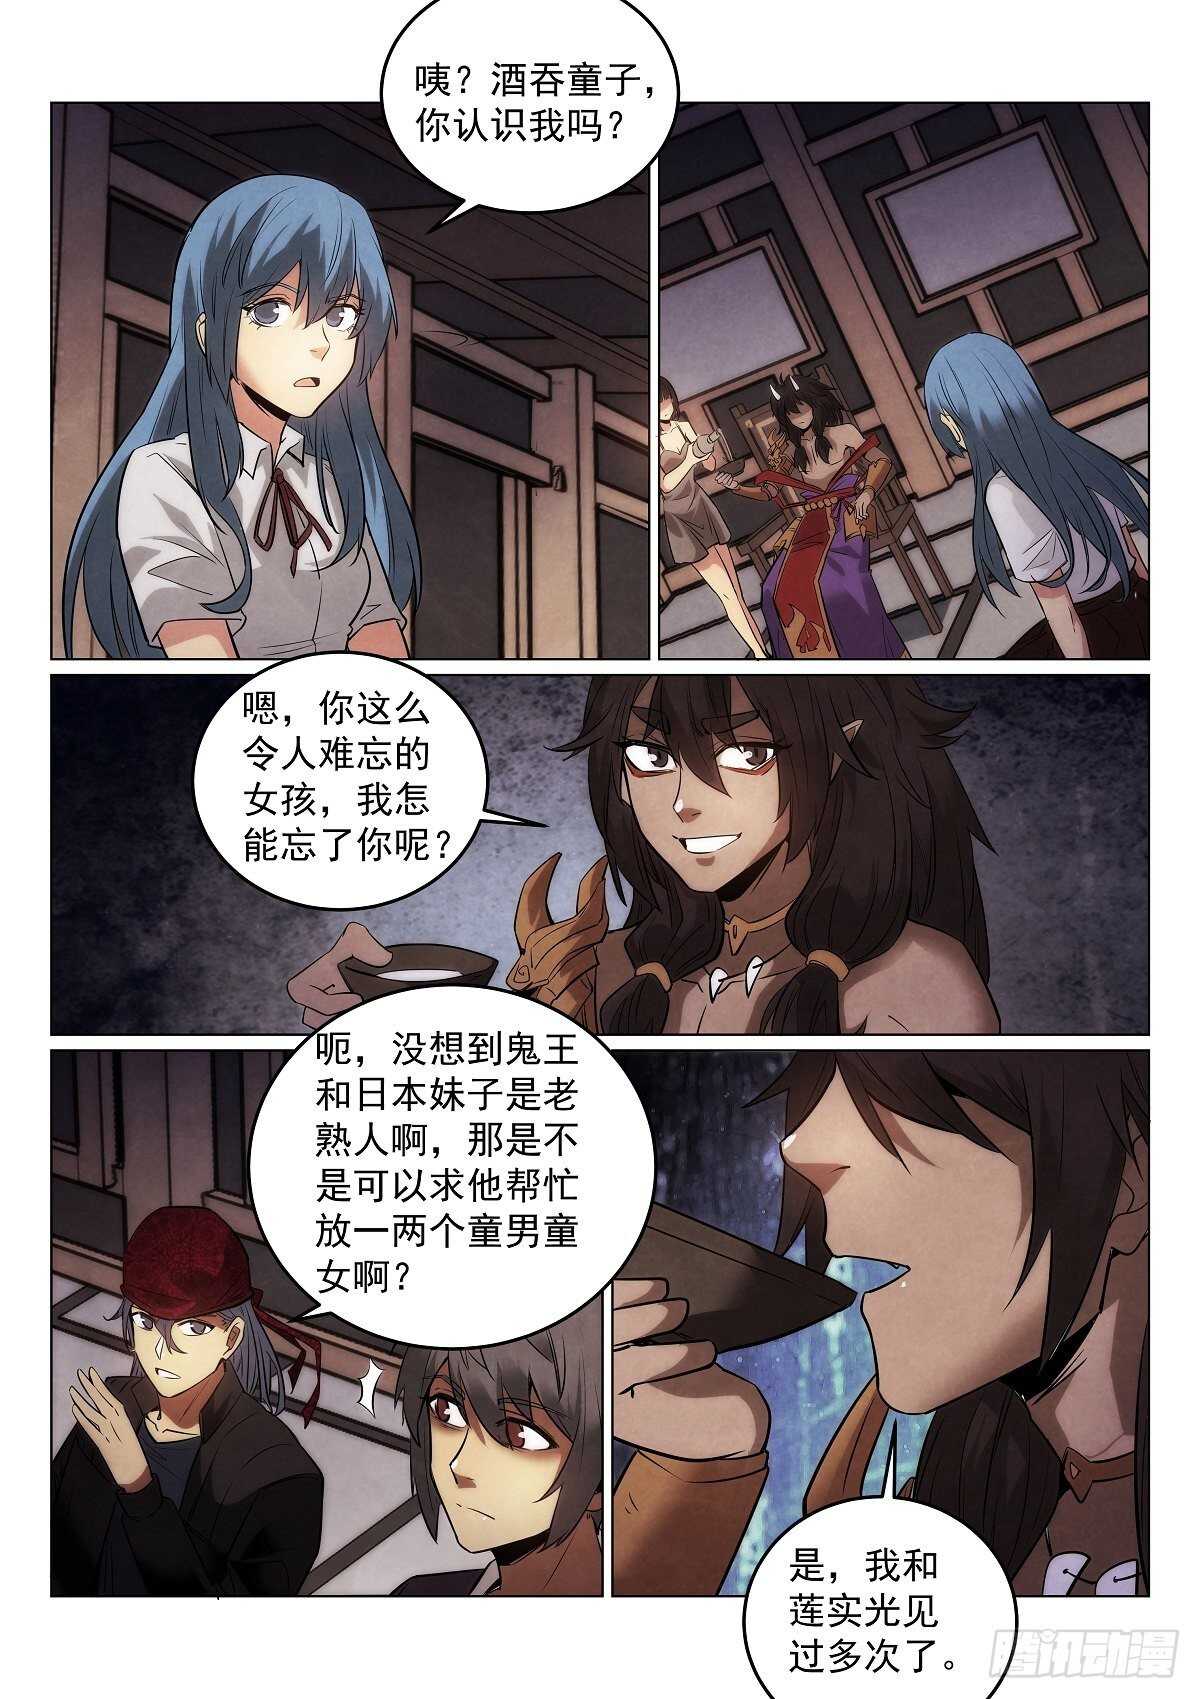 咦？酒吞童子，
你认识我吗？
嗯，你这么
令人难忘的
女孩，我怎
能忘了你呢？
呃，没想到鬼王
和日本妹子是老
熟人啊，那是不
是可以求他帮忙
放一两个童男童
女啊？
是，我和
莲实光见
过多次了。
腾讯动漫